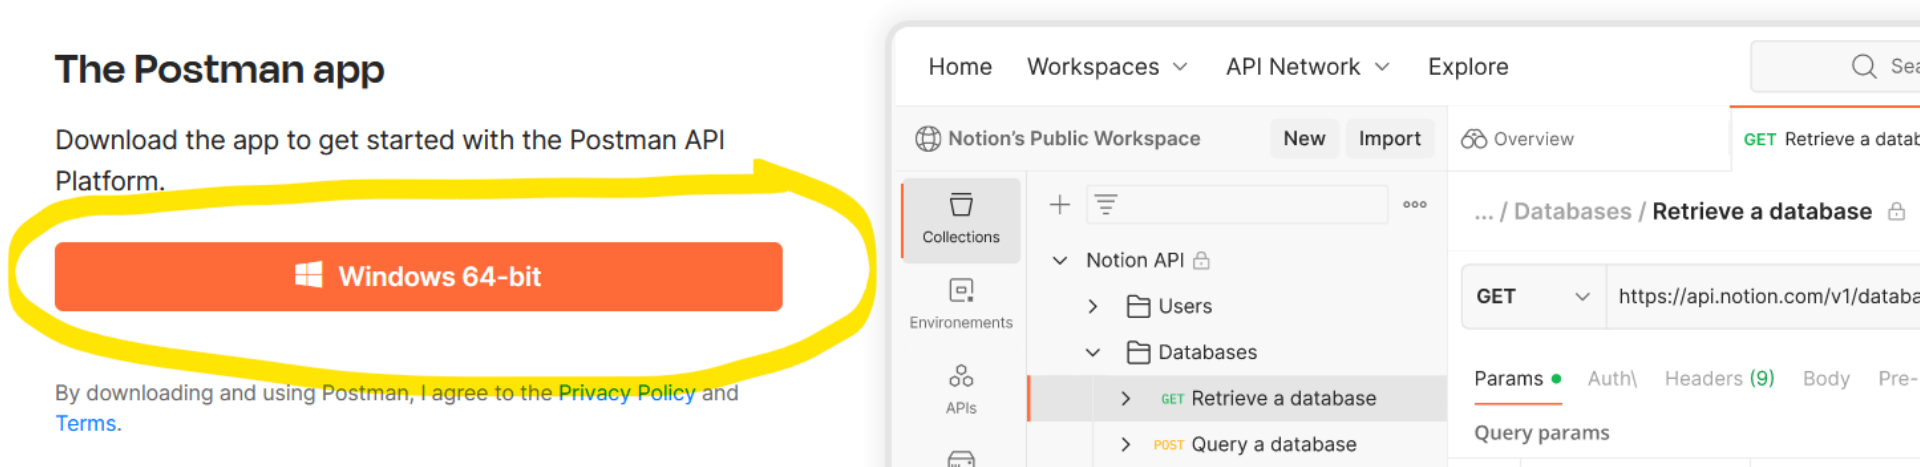 The Postman app
Download the app to get started with the Postman API
Platform.
Windows 64-bit
By downloading and using Postman, I agree to the Privacy Policy and
Terms.
Home Workspaces API Network Explore
Notion's Public Workspace New Import
Overview GET Retrieve a
Collections
Environements
APIs
Notion API
Users
Databases
GET Retrieve a database
POST Query a database
... / Databases / Retrieve a database
GET https://api.notion.com/v1/databa
Params Auth\ Headers (9) Body Pre-
Query params